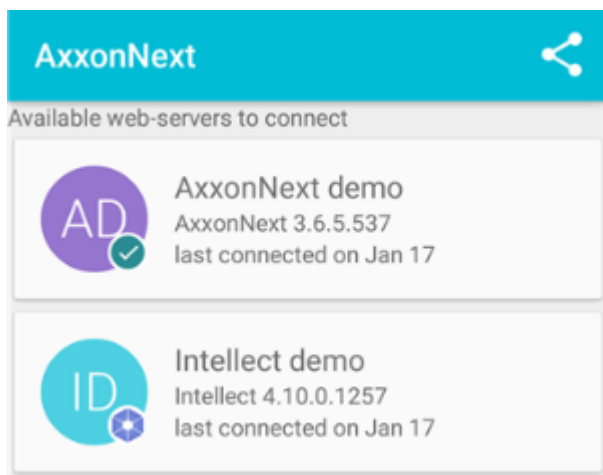 AxxonNext
Available web-servers to connect
AD
AxxonNext demo
AxxonNext 3.6.5.537
last connected on Jan 17
ID
Intellect demo
Intellect 4.10.0.1257
last connected on Jan 17